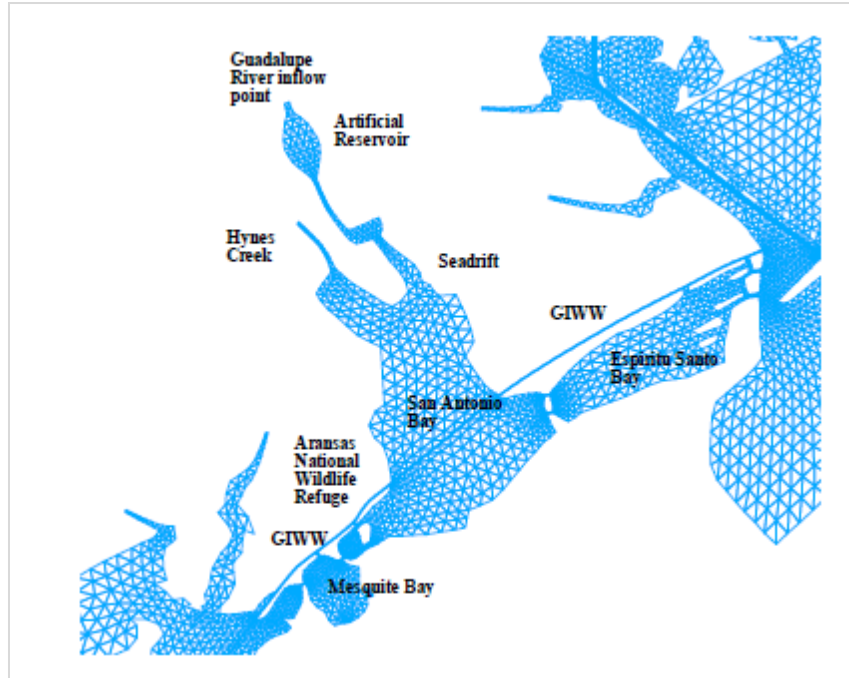 Guadalupe
River inflow
point
Artificial
Reservoir
Hynes
Creek
Seadrift
GIWW
Espiritu Santo
Bay
San Antonio
Bay
Aransas
National
Wildlife
Refuge
GIWW
Mesquite Bay